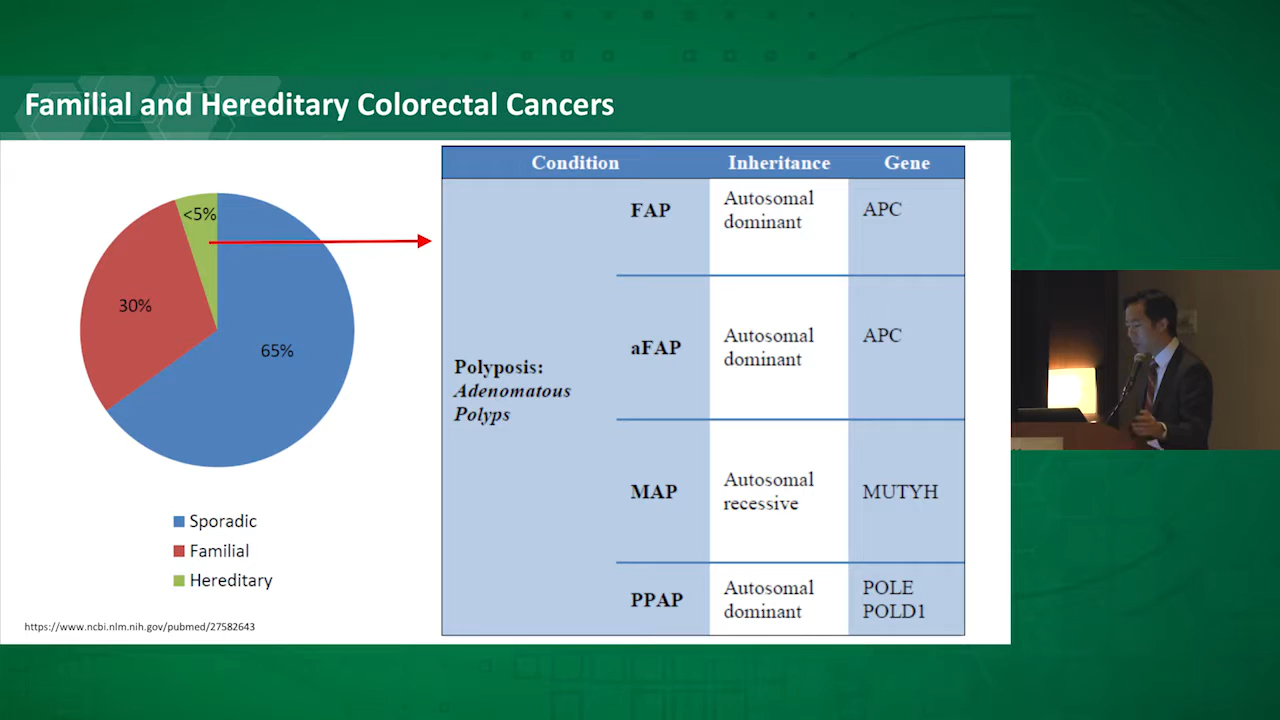 Familial and Hereditary Colorectal Cancers
<5%
30%
65%
Sporadic
Familial
Hereditary
https://www.ncbi.nlm.nih.gov/pubmed/27582643
Condition Inheritance Gene
Polyposis:
Adenomatous
Polyps
FAP
Autosomal
dominant
APC
aFAP
Autosomal
dominant
APC
MAP
Autosomal
recessive
MUTYH
PPAP
Autosomal
dominant
POLE
POLD1